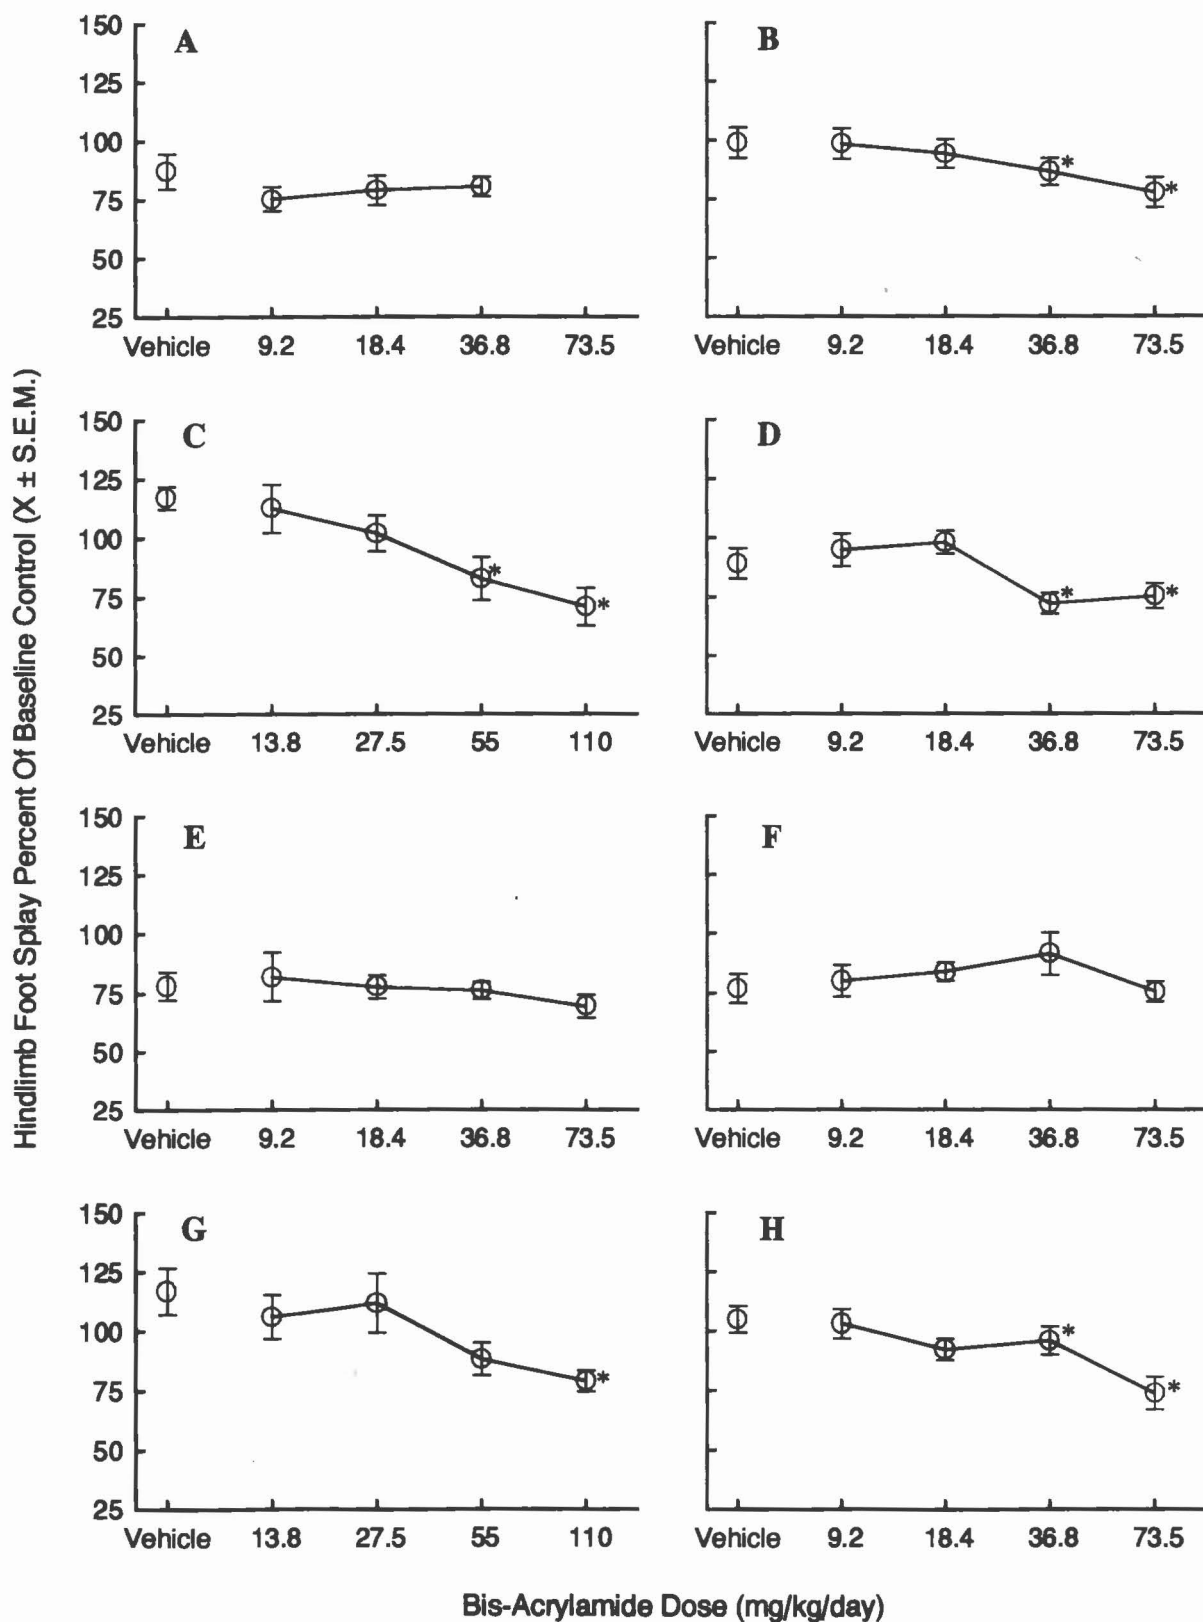 Hindlimb Foot Splay Percent Of Baseline Control (X ± S.E.M.)
A
150
125
100
75
50
25
Vehicle 9.2 18.4 36.8 73.5
B
* *
Vehicle 9.2 18.4 36.8 73.5
C
150
125
100
75
50
25
* *
Vehicle 13.8 27.5 55 110
D
* *
Vehicle 9.2 18.4 36.8 73.5
E
150
125
100
75
50
25
Vehicle 9.2 18.4 36.8 73.5
F
Vehicle 9.2 18.4 36.8 73.5
G
150
125
100
75
50
25
*
Vehicle 13.8 27.5 55 110
H
* *
Vehicle 9.2 18.4 36.8 73.5
Bis-Acrylamide Dose (mg/kg/day)